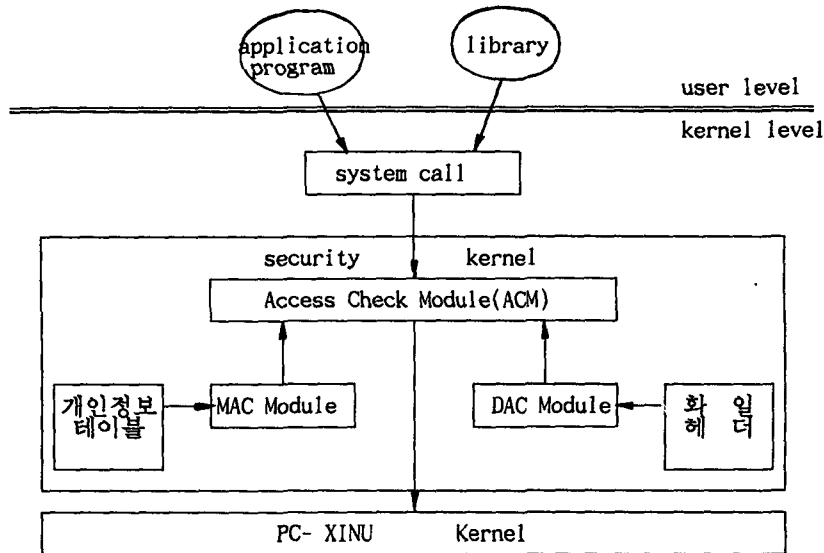 application
program
library
user level
kernel level
system call
security kernel
Access Check Module(ACM)
개인정보
테이블
MAC Module
DAC Module
화 일
헤 더
PC- XINU Kernel